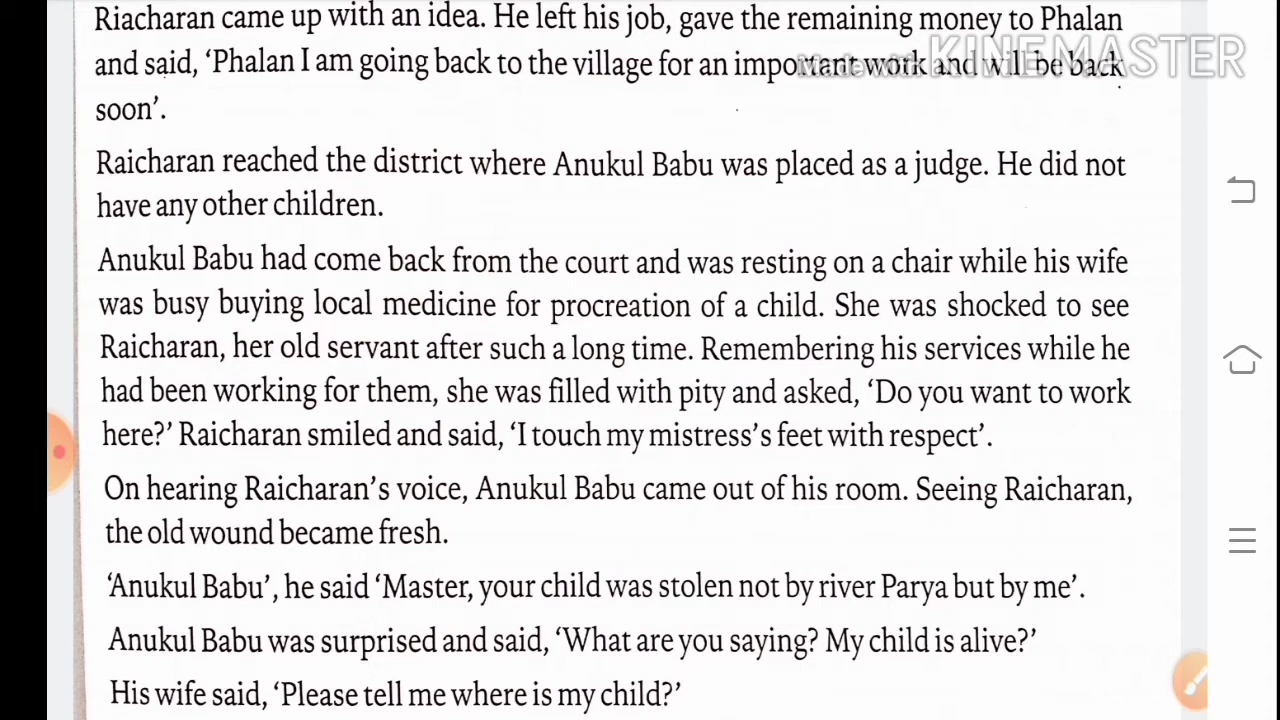 Riacharan came up with an idea. He left his job, gave the remaining money to Phalan
and said, ‘Phalan I am going back to the village for an important work and will be back
soon’.
Made with KINEMASTER
Raicharan reached the district where Anukul Babu was placed as a judge. He did not
have any other children.
Anukul Babu had come back from the court and was resting on a chair while his wife
was busy buying local medicine for procreation of a child. She was shocked to see
Raicharan, her old servant after such a long time. Remembering his services while he
had been working for them, she was filled with pity and asked, ‘Do you want to work
here?’ Raicharan smiled and said, ‘I touch my mistress’s feet with respect’.
On hearing Raicharan’s voice, Anukul Babu came out of his room. Seeing Raicharan,
the old wound became fresh.
‘Anukul Babu’, he said ‘Master, your child was stolen not by river Parya but by me’.
Anukul Babu was surprised and said, ‘What are you saying? My child is alive?’
His wife said, ‘Please tell me where is my child?’